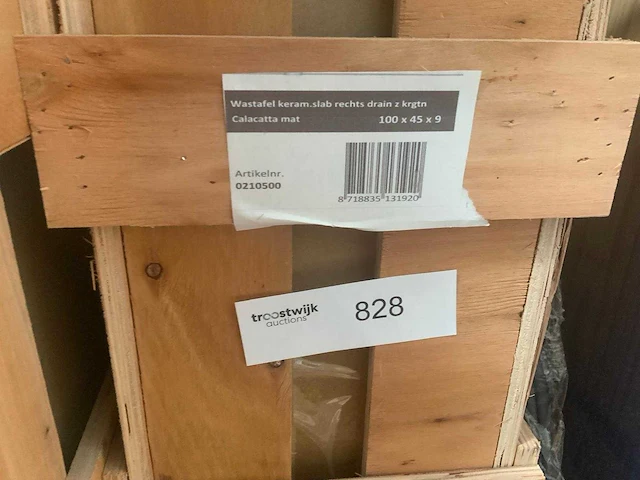 Wastafel keram.slab rechts drain z krgtn
Calacatta mat 100 x 45 x 9
Artikelnr.
0210500
8 718835 131920
troostwijk
auctions
828